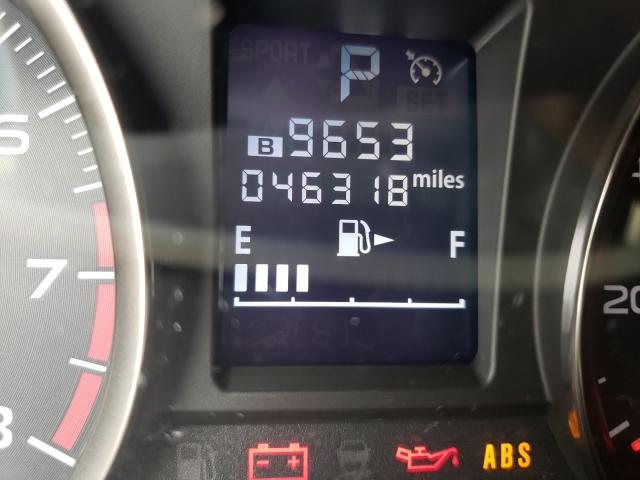 SPORT
P
SET
6
B 9653
046318 miles
E F
7
20
8
ABS